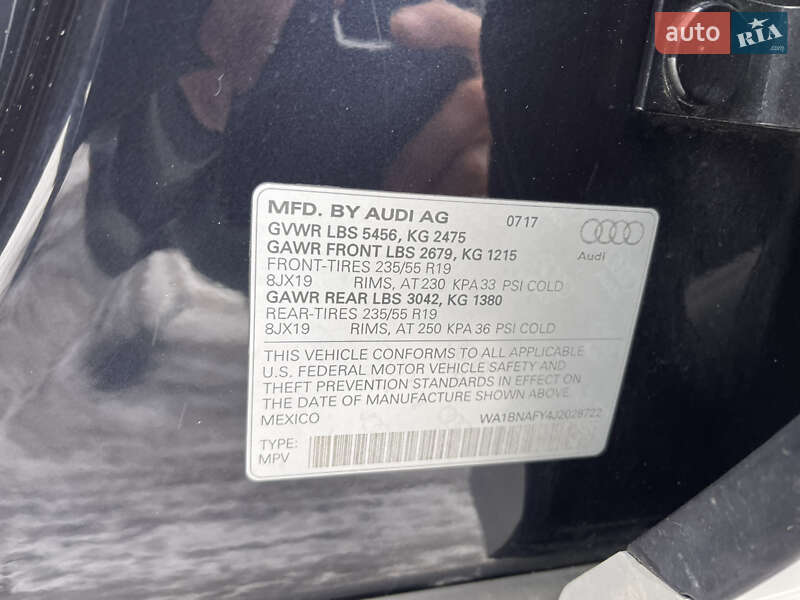 auto RIA .com
MFD. BY AUDI AG 0717
GVWR LBS 5456, KG 2475
GAWR FRONT LBS 2679, KG 1215
Audi
FRONT-TIRES 235/55 R19
8JX19 RIMS, AT 230 KPA 33 PSI COLD
GAWR REAR LBS 3042, KG 1380
REAR-TIRES 235/55 R19
8JX19 RIMS, AT 250 KPA 36 PSI COLD
THIS VEHICLE CONFORMS TO ALL APPLICABLE
U.S. FEDERAL MOTOR VEHICLE SAFETY AND
THEFT PREVENTION STANDARDS IN EFFECT ON
THE DATE OF MANUFACTURE SHOWN ABOVE
MEXICO WA1BNAFY4J2028722
TYPE:
MPV